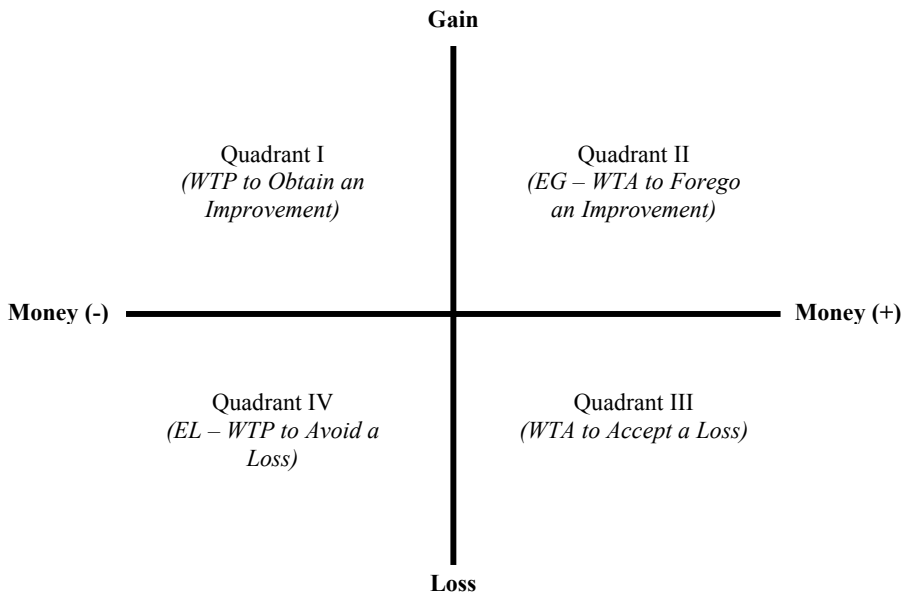 Gain
Quadrant I
(WTP to Obtain an
Improvement)
Quadrant II
(EG – WTA to Forego
an Improvement)
Money (-)
Money (+)
Quadrant IV
(EL – WTP to Avoid a
Loss)
Quadrant III
(WTA to Accept a Loss)
Loss